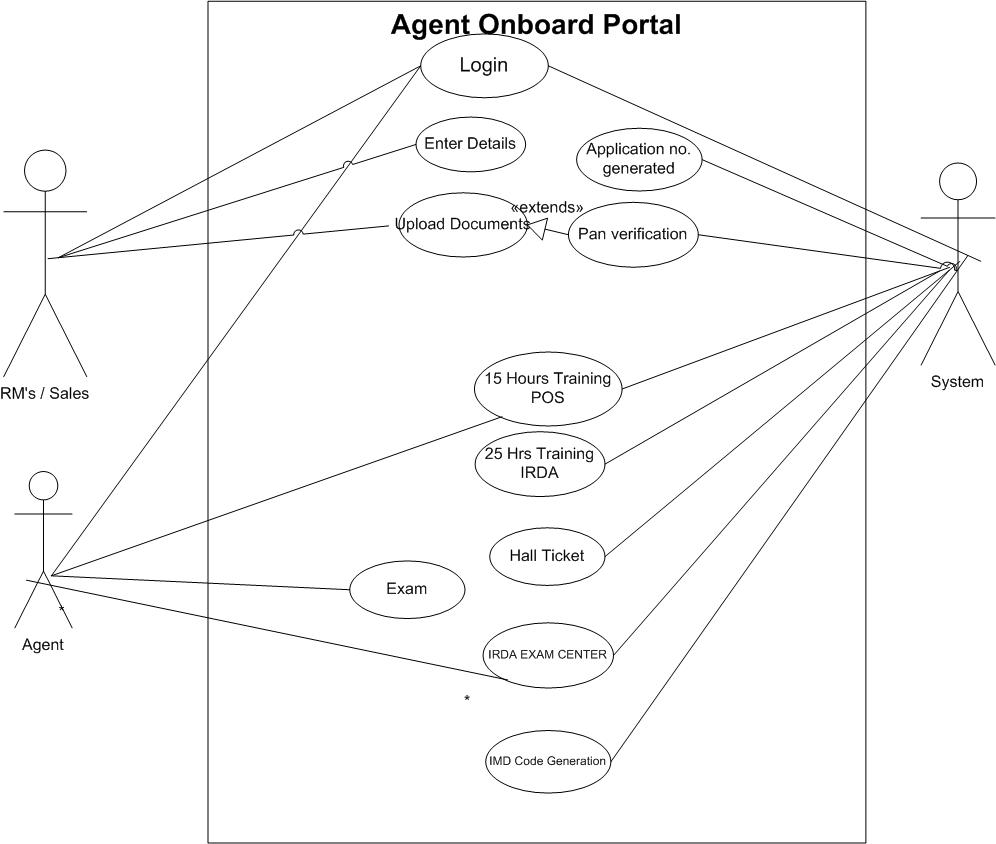 Agent Onboard Portal
Login
Enter Details
Application no.
generated
«extends»
Upload Documents
Pan verification
RM's / Sales
System
15 Hours Training
POS
25 Hrs Training
IRDA
Hall Ticket
Exam
*
Agent
IRDA EXAM CENTER
*
IMD Code Generation